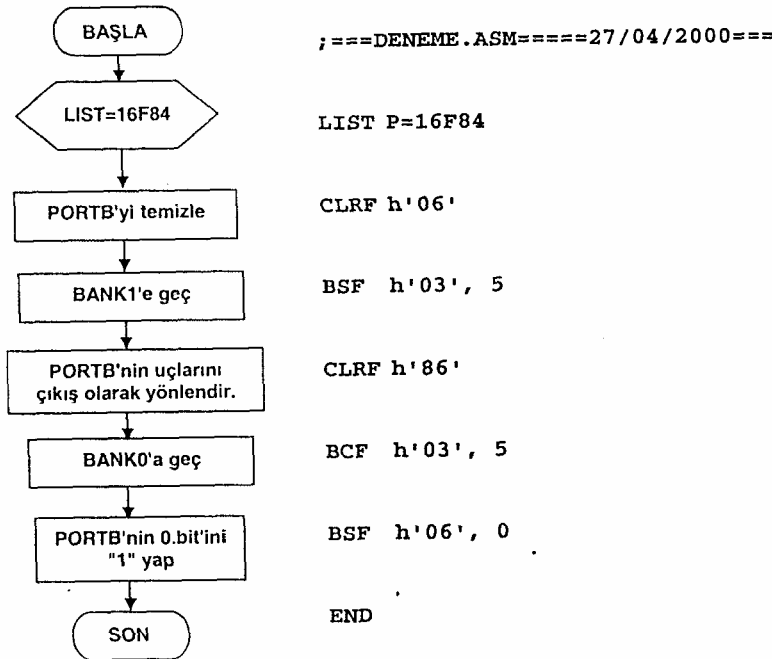 BAŞLA
;===DENEME.ASM=====27/04/2000===
LIST=16F84
LIST P=16F84
PORTB'yi temizle
CLRF h'06'
BANK1'e geç
BSF h'03', 5
PORTB'nin uçlarını
çıkış olarak yönlendir.
CLRF h'86'
BANK0'a geç
BCF h'03', 5
PORTB'nin 0.bit'ini
"1" yap
BSF h'06', 0
END
SON